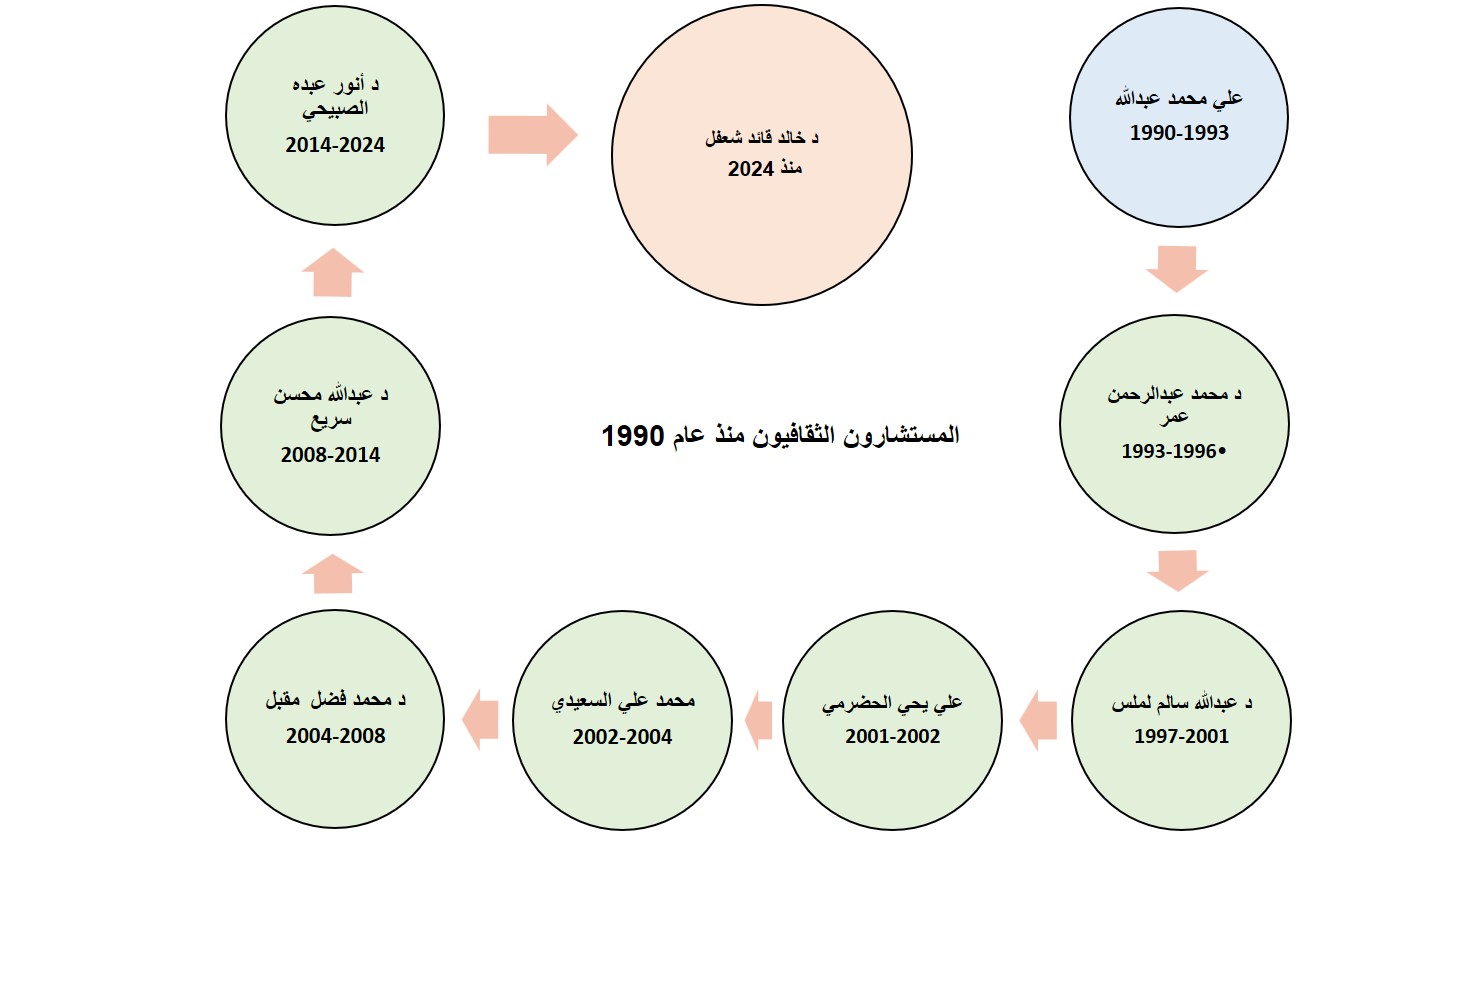 علي محمد عبدالله
1990-1993
د محمد عبدالرحمن
عمر
1993-1996•
د عبدالله سالم لملس
1997-2001
علي يحي الحضرمي
2001-2002
محمد علي السعيدي
2002-2004
د محمد فضل مقبل
2004-2008
د عبدالله محسن
سريع
2008-2014
د أنور عبده
الصبيحي
2014-2024
د خالد قائد شعفل
منذ 2024
المستشارون الثقافيون منذ عام 1990